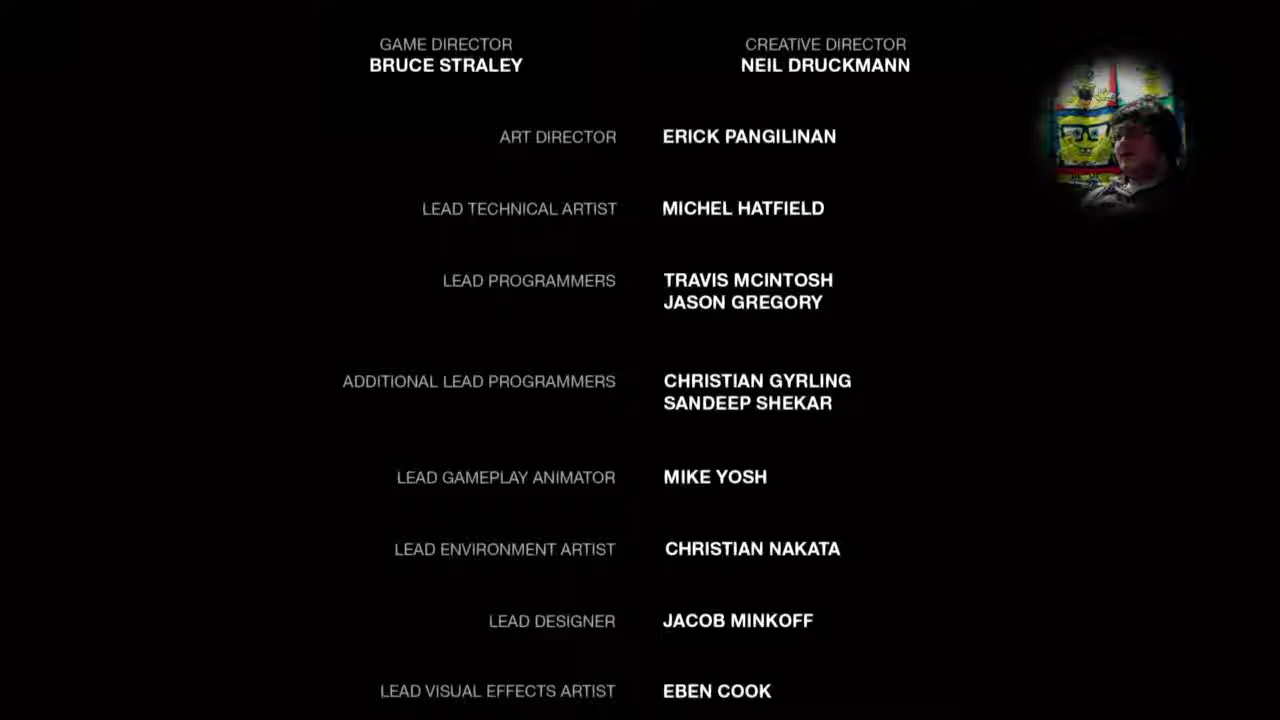 GAME DIRECTOR
BRUCE STRALEY
CREATIVE DIRECTOR
NEIL DRUCKMANN
ART DIRECTOR ERICK PANGILINAN
LEAD TECHNICAL ARTIST MICHEL HATFIELD
LEAD PROGRAMMERS TRAVIS MCINTOSH
JASON GREGORY
ADDITIONAL LEAD PROGRAMMERS CHRISTIAN GYRLING
SANDEEP SHEKAR
LEAD GAMEPLAY ANIMATOR MIKE YOSH
LEAD ENVIRONMENT ARTIST CHRISTIAN NAKATA
LEAD DESIGNER JACOB MINKOFF
LEAD VISUAL EFFECTS ARTIST EBEN COOK